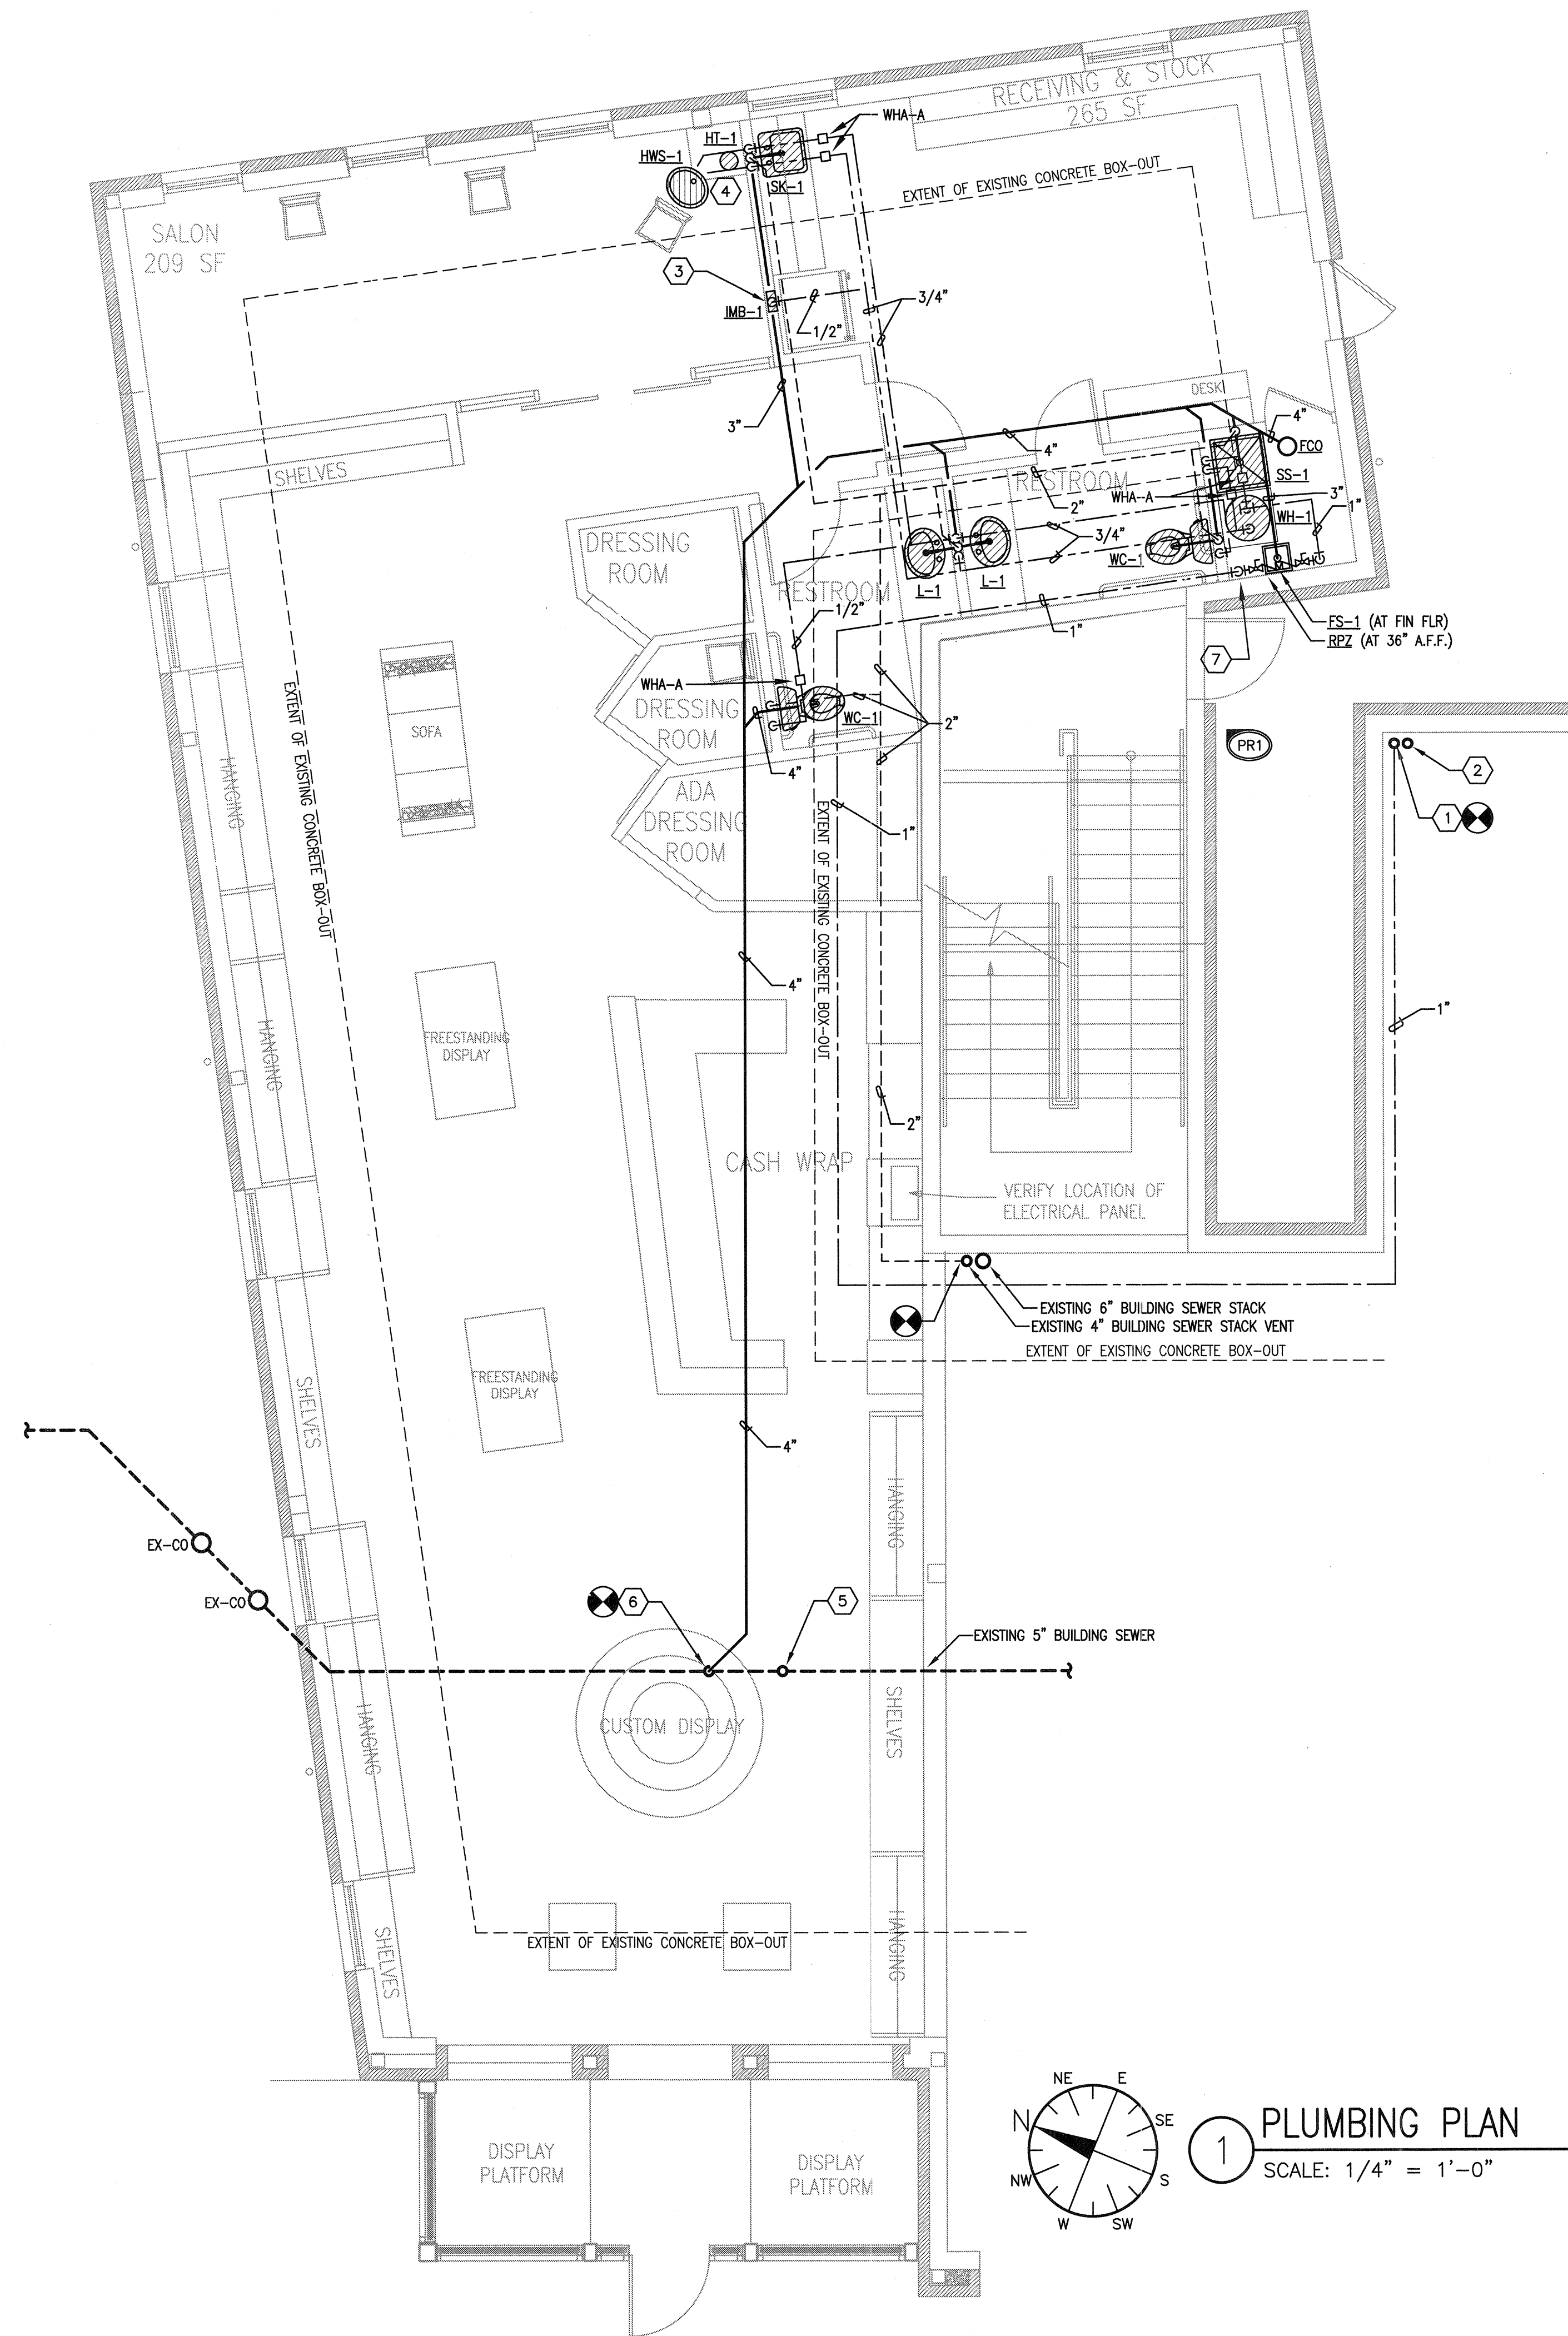 RECEIVING & STOCK
265 SF
WHA-A
HT-1
HWS-1
4
SK-1
EXTENT OF EXISTING CONCRETE BOX-OUT
SALON
209 SF
3
IMB-1
3/4"
1/2"
3"
DESK
4"
4"
FCO
SHELVES
RESTROOM
SS-1
WHA-A
2"
3"
1"
WH-1
DRESSING
ROOM
3/4"
WC-1
RESTROOM
L-1
L-1
1/2"
1"
FS-1 (AT FIN FLR)
RPZ (AT 36" A.F.F.)
7
WHA-A
DRESSING
ROOM
WC-1
2"
SOFA
EXTENT OF EXISTING CONCRETE BOX-OUT
HANGING
4"
PR1
2
1
ADA
DRESSING
ROOM
EXTENT OF EXISTING CONCRETE BOX-OUT
1"
4"
1"
FREESTANDING
DISPLAY
HANGING
2"
CASH WRAP
VERIFY LOCATION OF
ELECTRICAL PANEL
EXISTING 6" BUILDING SEWER STACK
EXISTING 4" BUILDING SEWER STACK VENT
EXTENT OF EXISTING CONCRETE BOX-OUT
FREESTANDING
DISPLAY
SHELVES
4"
HANGING
EX-CO
EX-CO
6
5
EXISTING 5" BUILDING SEWER
HANGING
CUSTOM DISPLAY
SHELVES
EXTENT OF EXISTING CONCRETE BOX-OUT
HANGING
SHELVES
DISPLAY
PLATFORM
DISPLAY
PLATFORM
NE
E
N
SE
NW
S
W
SW
1
PLUMBING PLAN
SCALE: 1/4" = 1'-0"